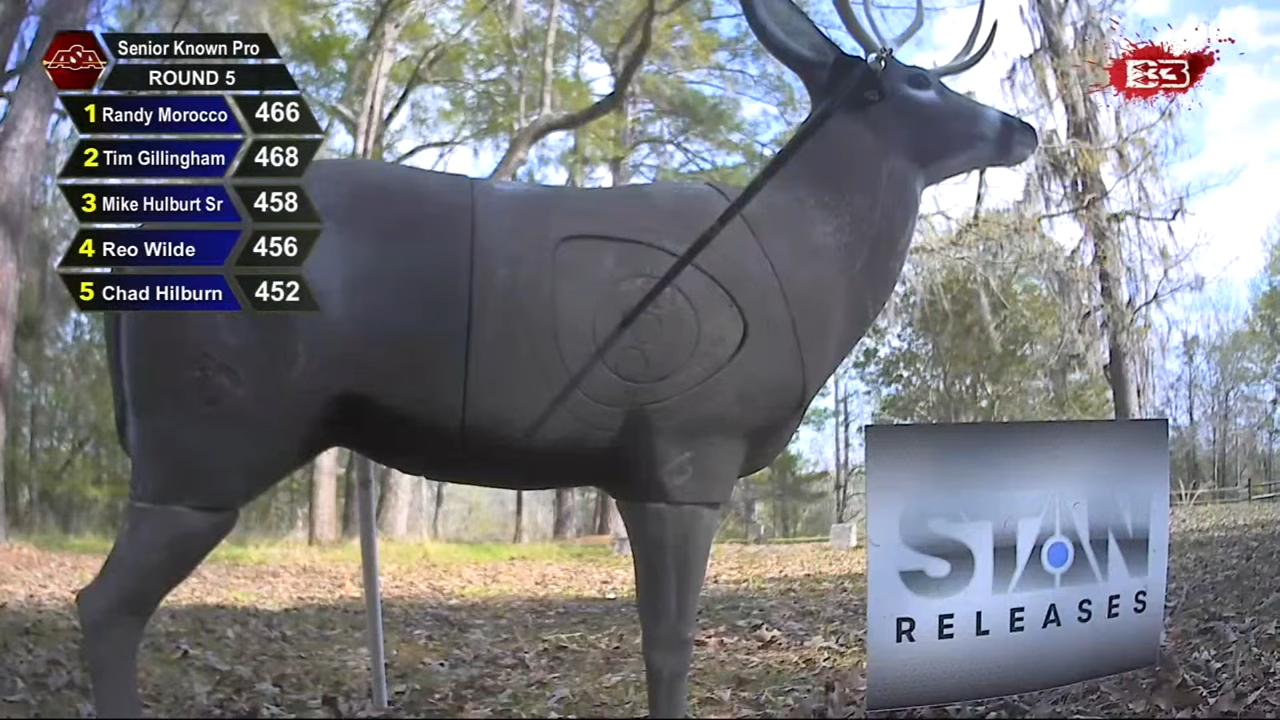 ASA
Senior Known Pro
ROUND 5
1 Randy Morocco 466
2 Tim Gillingham 468
3 Mike Hulburt Sr 458
4 Reo Wilde 456
5 Chad Hilburn 452
B3
STAN
RELEASES